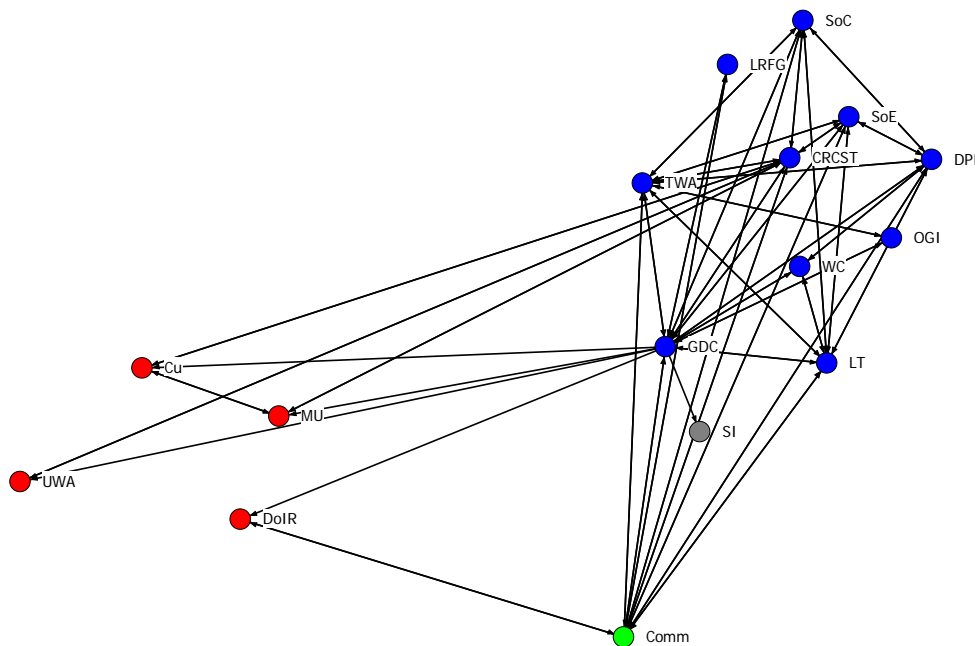 SoC
LRFG
SoE
CRCST
DPI
TWA
OGI
WC
GDC
LT
Cu
MU
SI
UWA
DoIR
Comm